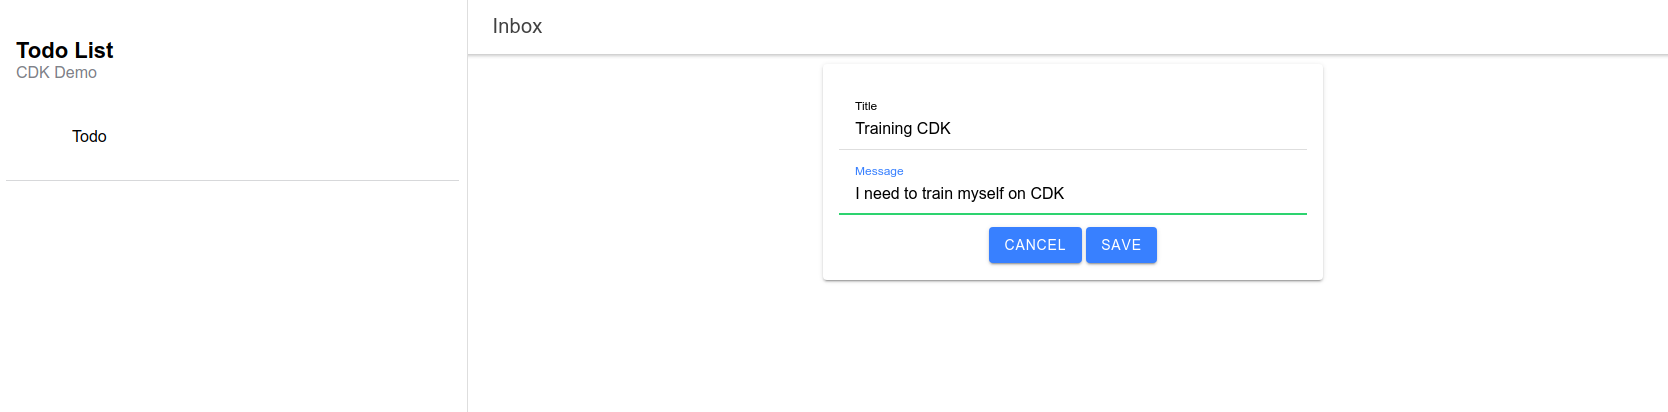 Todo List
CDK Demo
Todo
Inbox
Title
Training CDK
Message
I need to train myself on CDK
CANCEL SAVE